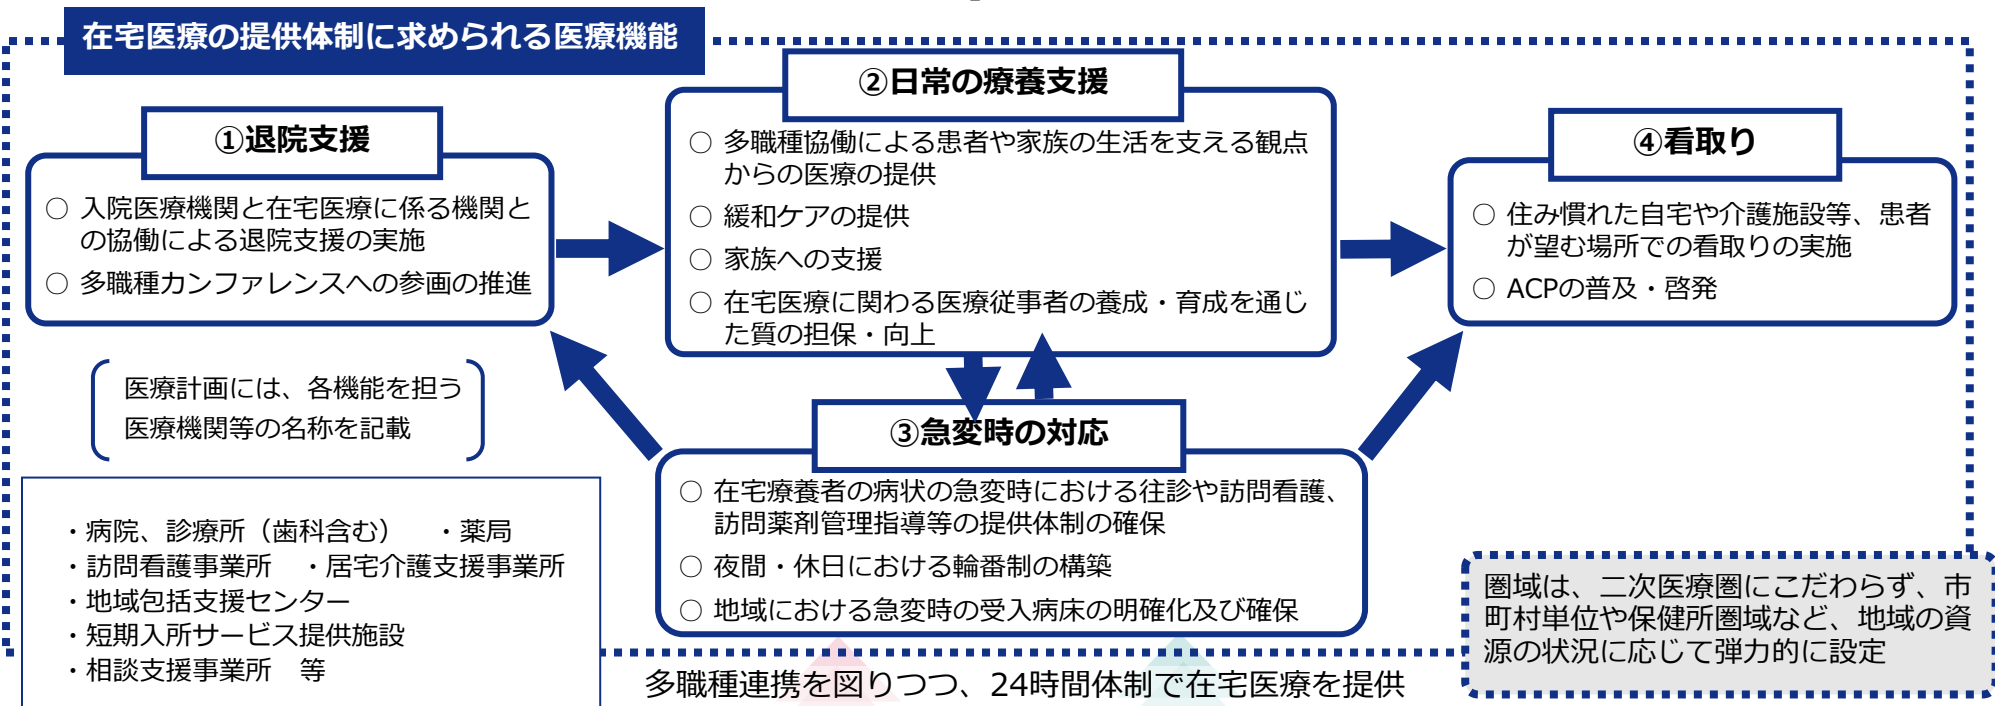 在宅医療の提供体制に求められる医療機能
①退院支援
○ 入院医療機関と在宅医療に係る機関と
の協働による退院支援の実施
○ 多職種カンファレンスへの参画の推進
②日常の療養支援
○ 多職種協働による患者や家族の生活を支える観点
からの医療の提供
○ 緩和ケアの提供
○ 家族への支援
○ 在宅医療に関わる医療従事者の養成・育成を通じ
た質の担保・向上
④看取り
○ 住み慣れた自宅や介護施設等、患者
が望む場所での看取りの実施
○ ACPの普及・啓発
医療計画には、各機能を担う
医療機関等の名称を記載
③急変時の対応
○ 在宅療養者の病状の急変時における往診や訪問看護、
訪問薬剤管理指導等の提供体制の確保
○ 夜間・休日における輪番制の構築
○ 地域における急変時の受入病床の明確化及び確保
・病院、診療所（歯科含む）　・薬局
・訪問看護事業所　・居宅介護支援事業所
・地域包括支援センター
・短期入所サービス提供施設
・相談支援事業所　等
圏域は、二次医療圏にこだわらず、市
町村単位や保健所圏域など、地域の資
源の状況に応じて弾力的に設定
多職種連携を図りつつ、24時間体制で在宅医療を提供